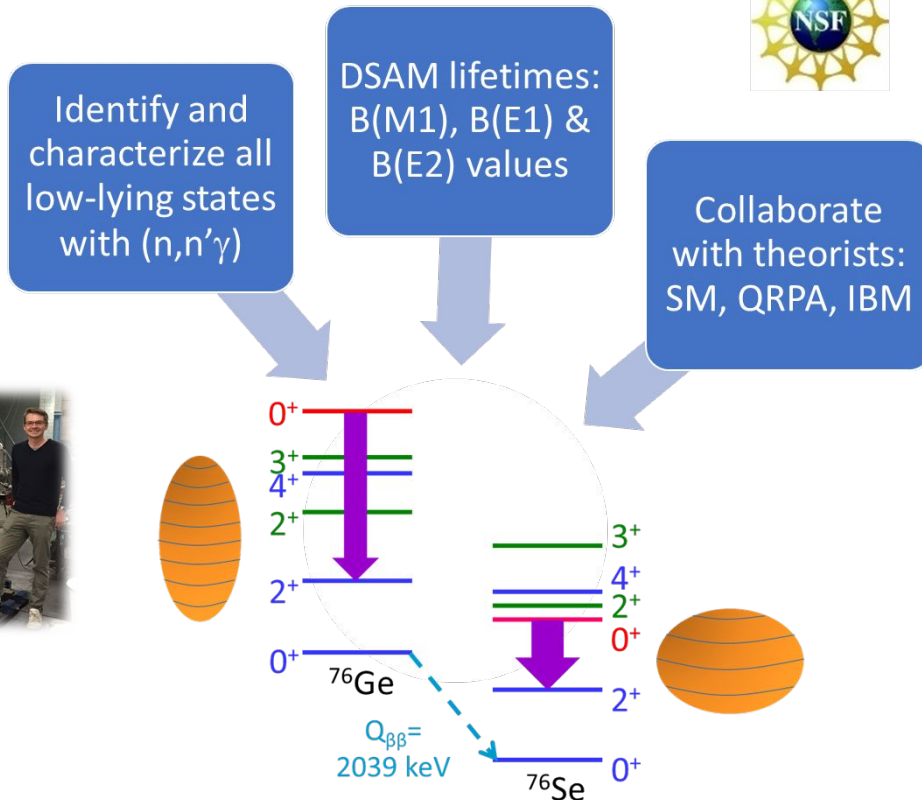 NSF
Identify and
characterize all
low-lying states
with (n,n’γ)
DSAM lifetimes:
B(M1), B(E1) &
B(E2) values
Collaborate
with theorists:
SM, QRPA, IBM
0⁺
3⁺
4⁺
2⁺
2⁺
0⁺
⁷⁶Ge
Q_ββ=
2039 keV
3⁺
4⁺
2⁺
0⁺
2⁺
0⁺
⁷⁶Se